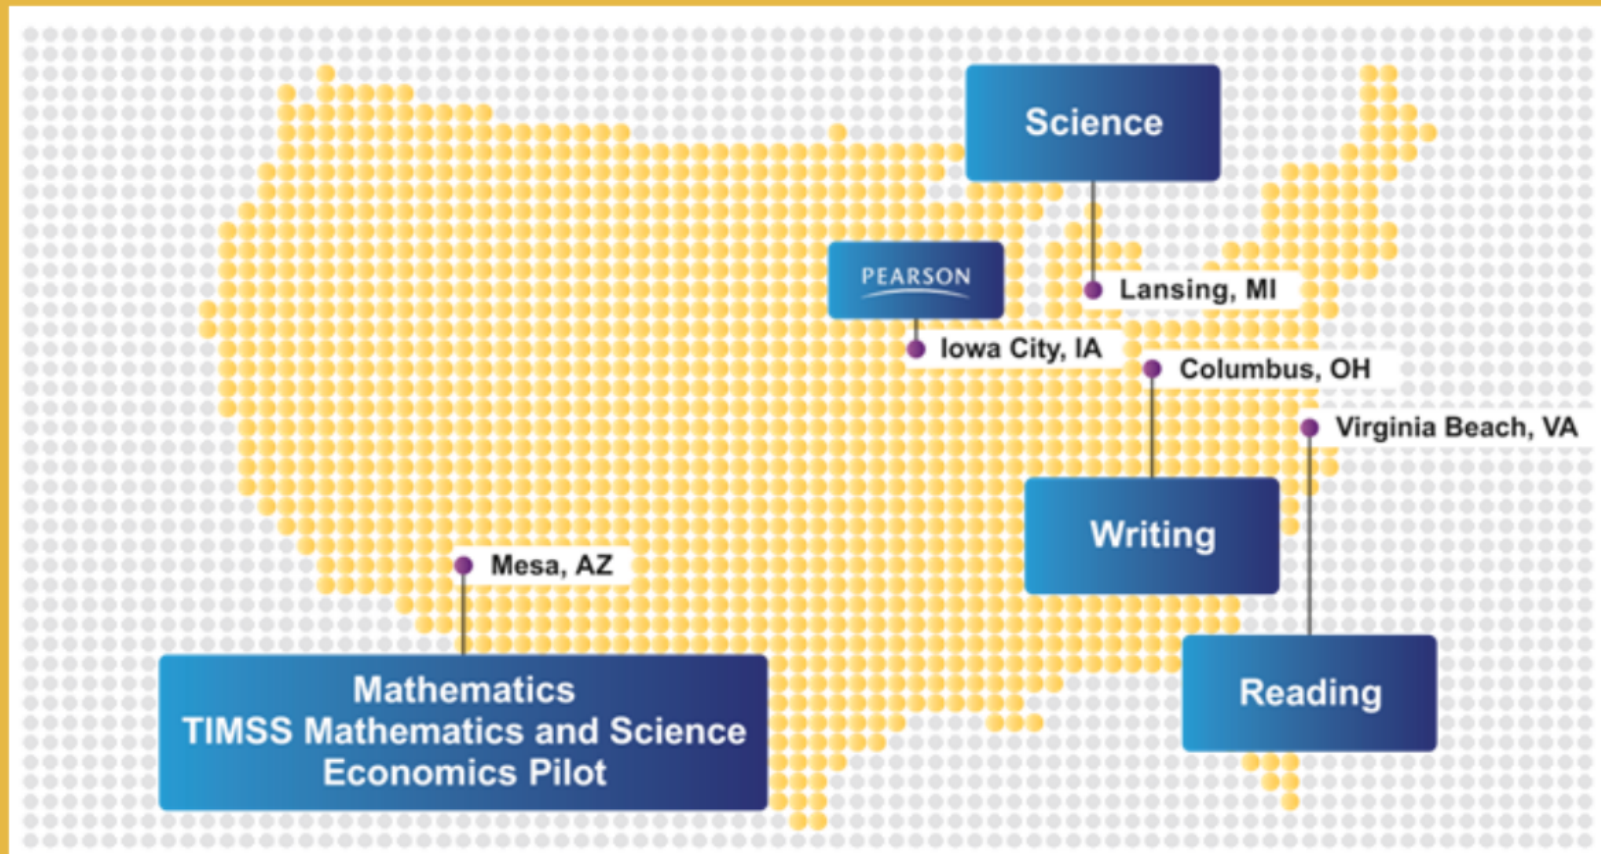 Science
PEARSON
Lansing, MI
Iowa City, IA
Columbus, OH
Virginia Beach, VA
Writing
Mesa, AZ
Mathematics
TIMSS Mathematics and Science
Economics Pilot
Reading